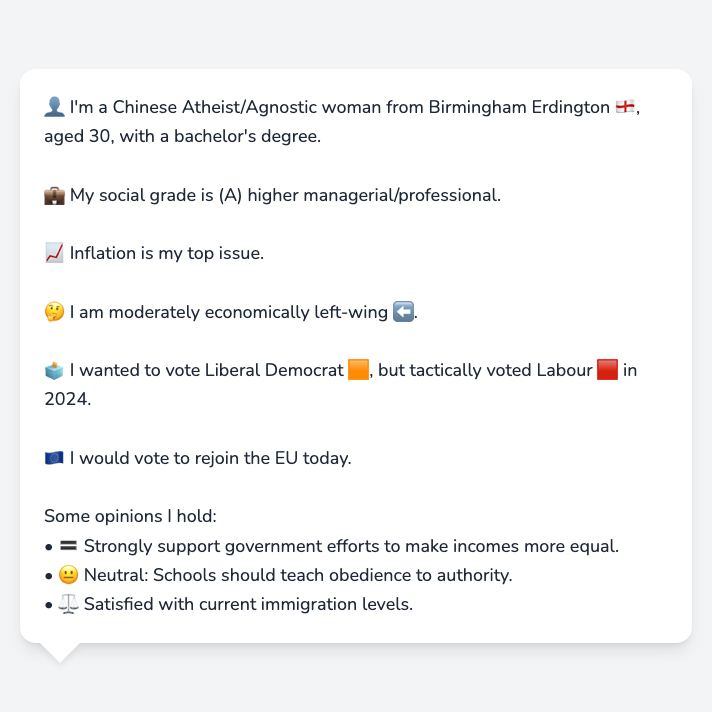 👤 I'm a Chinese Atheist/Agnostic woman from Birmingham Erdington 🏴󠁧󠁢󠁥󠁮󠁧󠁿,
aged 30, with a bachelor's degree.
💼 My social grade is (A) higher managerial/professional.
📈 Inflation is my top issue.
🤔 I am moderately economically left-wing ⬅️.
🗳️ I wanted to vote Liberal Democrat 🟧, but tactically voted Labour 🟥 in
2024.
🇪🇺 I would vote to rejoin the EU today.
Some opinions I hold:
• 🟰 Strongly support government efforts to make incomes more equal.
• 😐 Neutral: Schools should teach obedience to authority.
• ⚖️ Satisfied with current immigration levels.